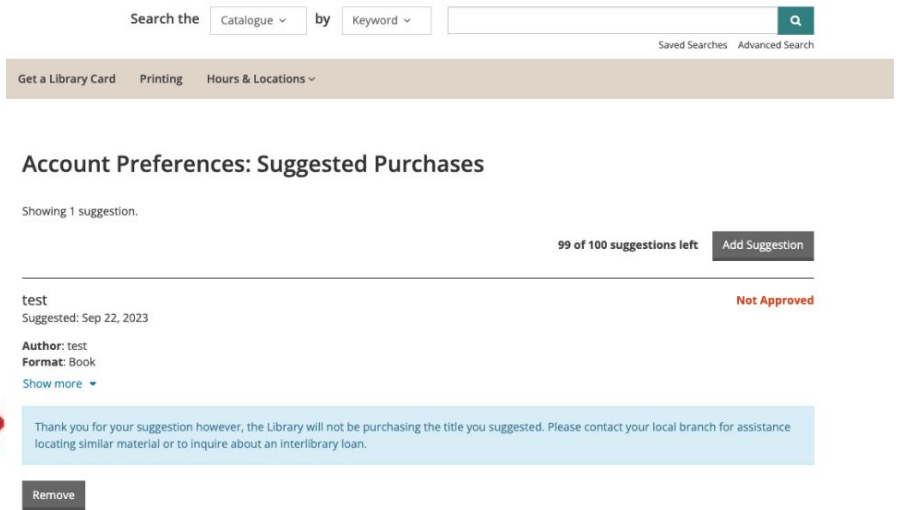 Search the Catalogue by Keyword
Saved Searches Advanced Search
Get a Library Card Printing Hours & Locations
Account Preferences: Suggested Purchases
Showing 1 suggestion.
99 of 100 suggestions left Add Suggestion
test Not Approved
Suggested: Sep 22, 2023
Author: test
Format: Book
Show more
Thank you for your suggestion however, the Library will not be purchasing the title you suggested. Please contact your local branch for assistance
locating similar material or to inquire about an interlibrary loan.
Remove